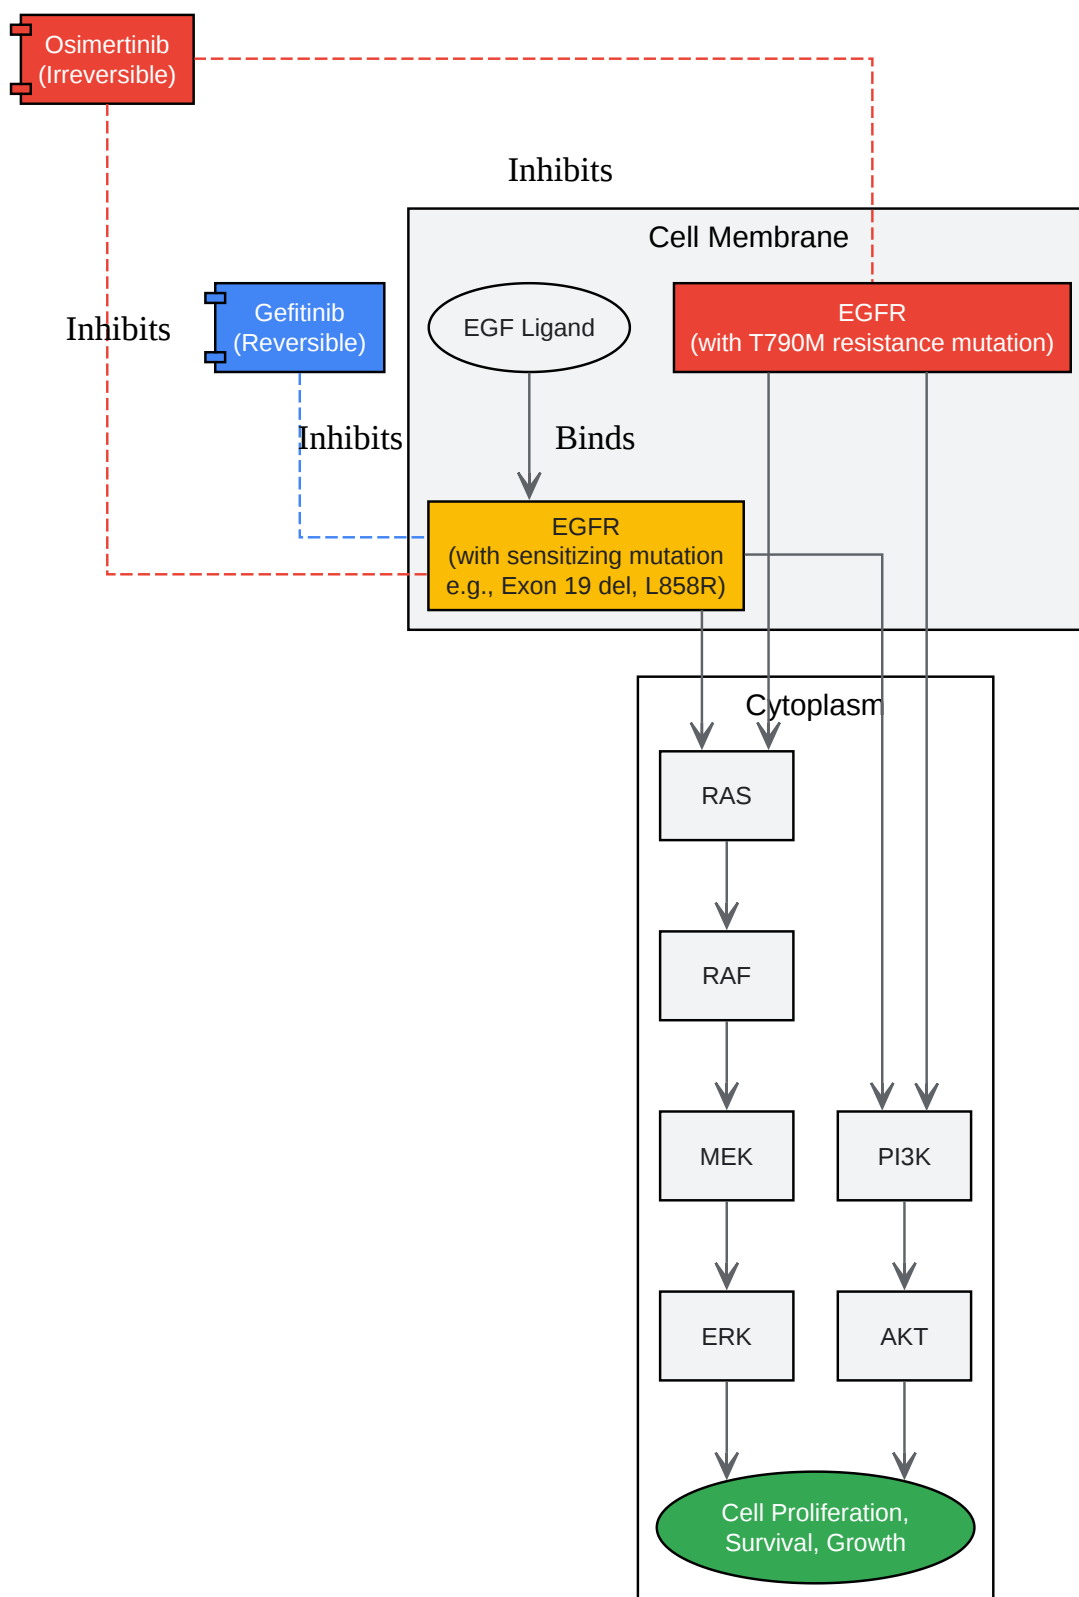 Osimertinib
(Irreversible)
Inhibits
Cell Membrane
Inhibits
Gefitinib
(Reversible)
EGF Ligand
EGFR
(with T790M resistance mutation)
Inhibits
Binds
EGFR
(with sensitizing mutation
e.g., Exon 19 del, L858R)
Cytoplasm
RAS
RAF
MEK
PI3K
ERK
AKT
Cell Proliferation,
Survival, Growth